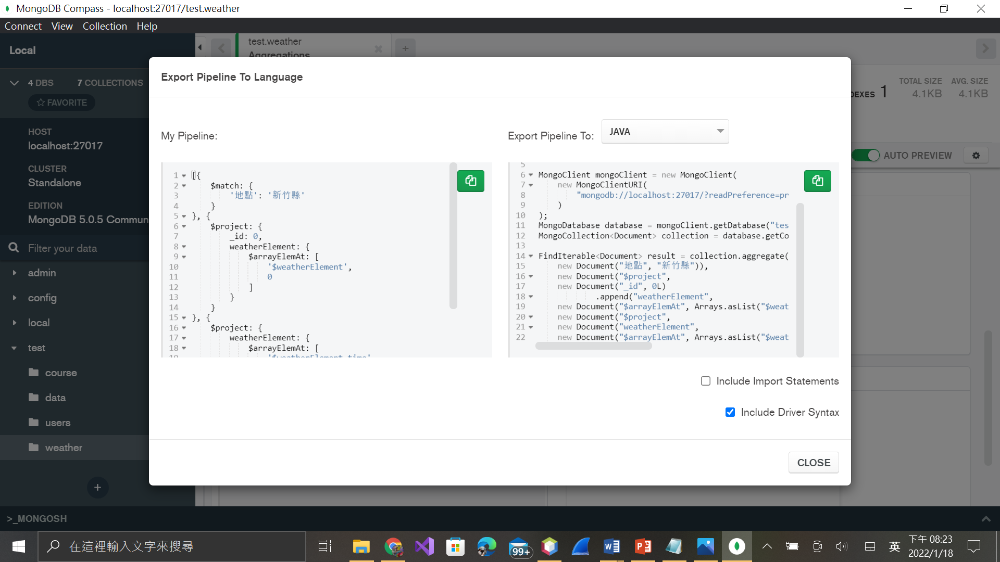 MongoDB Compass - localhost:27017/test.weather
Connect View Collection Help
Local
test.weather
Aggregations
4 DBS 7 COLLECTIONS
FAVORITE
HOST
localhost:27017
CLUSTER
Standalone
EDITION
MongoDB 5.0.5 Commun
Filter your data
admin
config
local
test
course
data
users
weather
DEXES 1
TOTAL SIZE
4.1KB
AVG. SIZE
4.1KB
AUTO PREVIEW
Export Pipeline To Language
My Pipeline:
1 [{
2 $match: {
3 '地點': '新竹縣'
4 }
5 }, {
6 $project: {
7 _id: 0,
8 weatherElement: {
9 $arrayElemAt: [
10 '$weatherElement',
11 0
12 ]
13 }
14 }
15 }, {
16 $project: {
17 weatherElement: {
18 $arrayElemAt: [
19 '$weatherElement.time'
Export Pipeline To: JAVA
5
6 MongoClient mongoClient = new MongoClient(
7 new MongoClientURI(
8 "mongodb://localhost:27017/?readPreference=pr
9 )
10 );
11 MongoDatabase database = mongoClient.getDatabase("tes
12 MongoCollection<Document> collection = database.getCo
13
14 FindIterable<Document> result = collection.aggregate(
15 new Document("地點", "新竹縣")),
16 new Document("$project",
17 new Document("_id", 0L)
18 .append("weatherElement",
19 new Document("$arrayElemAt", Arrays.asList("$weat
20 new Document("$project",
21 new Document("weatherElement",
22 new Document("$arrayElemAt", Arrays.asList("$weat
Include Import Statements
Include Driver Syntax
CLOSE
>_MONGOSH
在這裡輸入文字來搜尋
99+
英
下午 08:23
2022/1/18